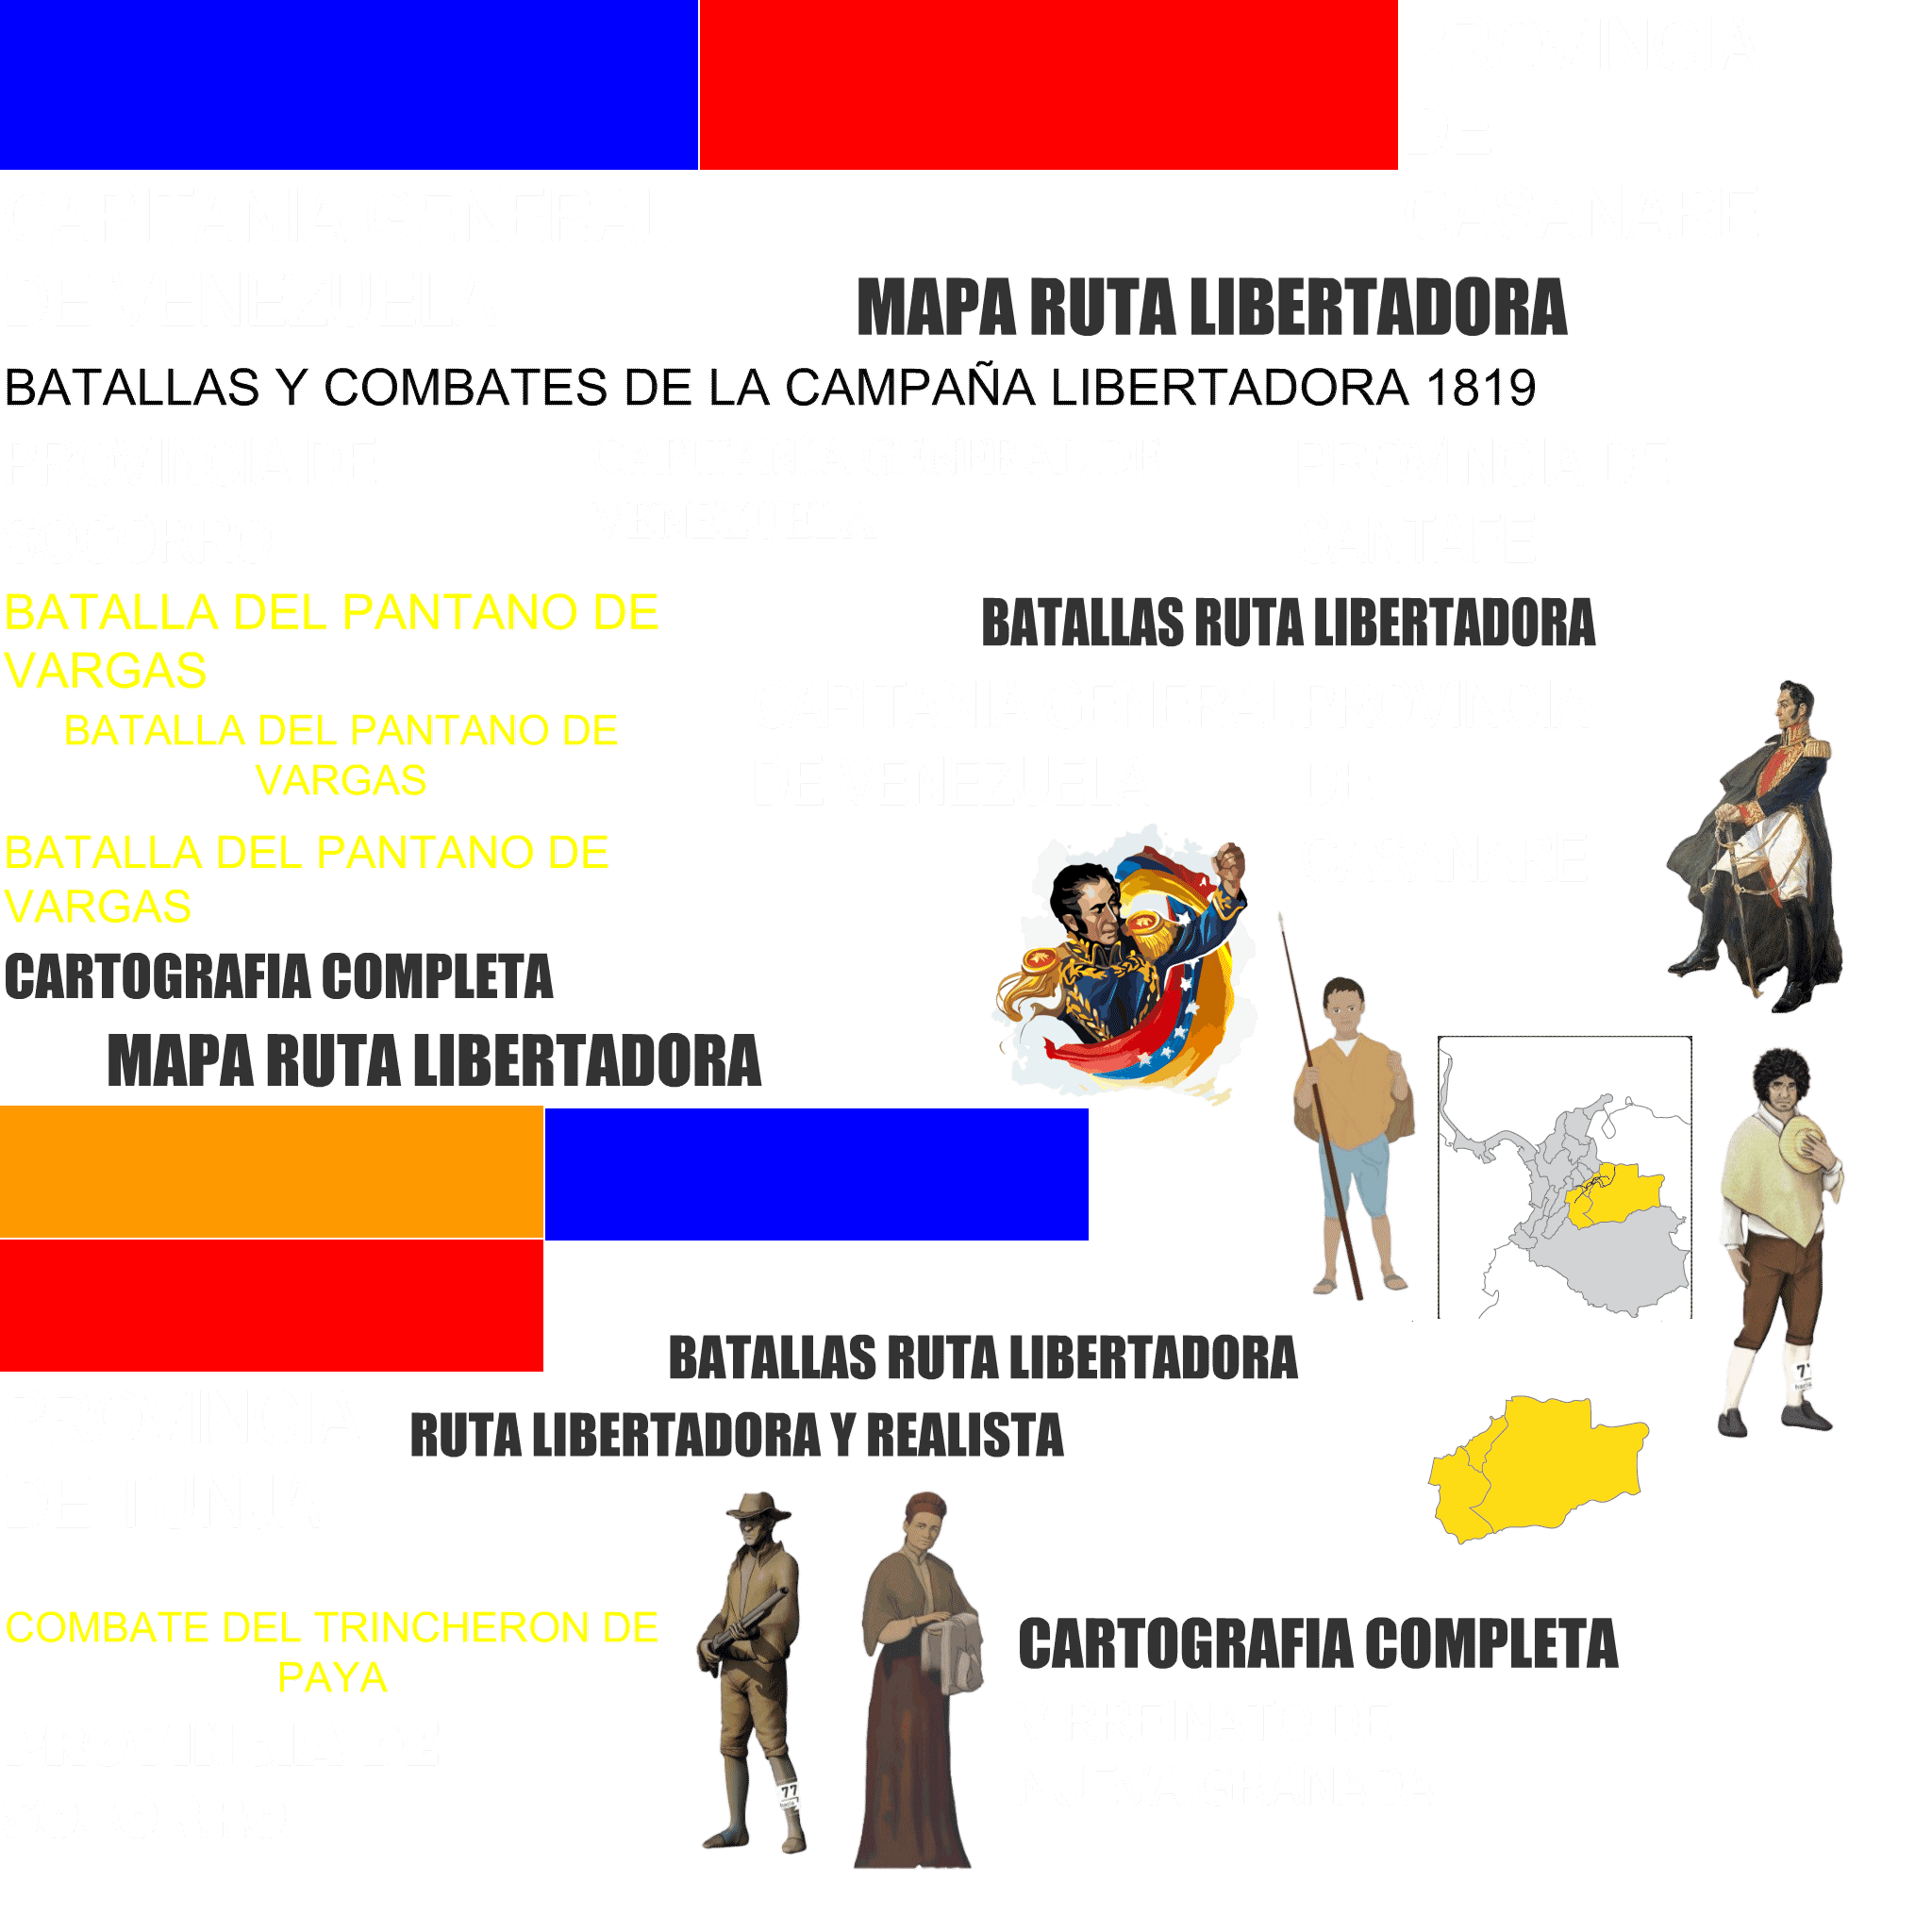 PROVINCIA
DE
CASANARE
CAPITANIA GENERAL
DE VENEZUELA
MAPA RUTA LIBERTADORA
BATALLAS Y COMBATES DE LA CAMPAÑA LIBERTADORA 1819
PROVINCIA DE
SOCORRO
CAPITANIA GENERAL DE
VENEZUELA
PROVINCIA DE
SANTAFE
BATALLA DEL PANTANO DE
VARGAS
BATALLAS RUTA LIBERTADORA
BATALLA DEL PANTANO DE
VARGAS
CAPITANIA GENERAL
DE VENEZUELA
PROVINCIA
DE
CASANARE
BATALLA DEL PANTANO DE
VARGAS
CARTOGRAFIA COMPLETA
MAPA RUTA LIBERTADORA
BATALLAS RUTA LIBERTADORA
PROVINCIA
DE TUNJA
RUTA LIBERTADORA Y REALISTA
COMBATE DEL TRINCHERON DE
PAYA
CARTOGRAFIA COMPLETA
PROVINCIA DE
SOCORRO
VIRREINATO DE
NUEVA GRANADA
77